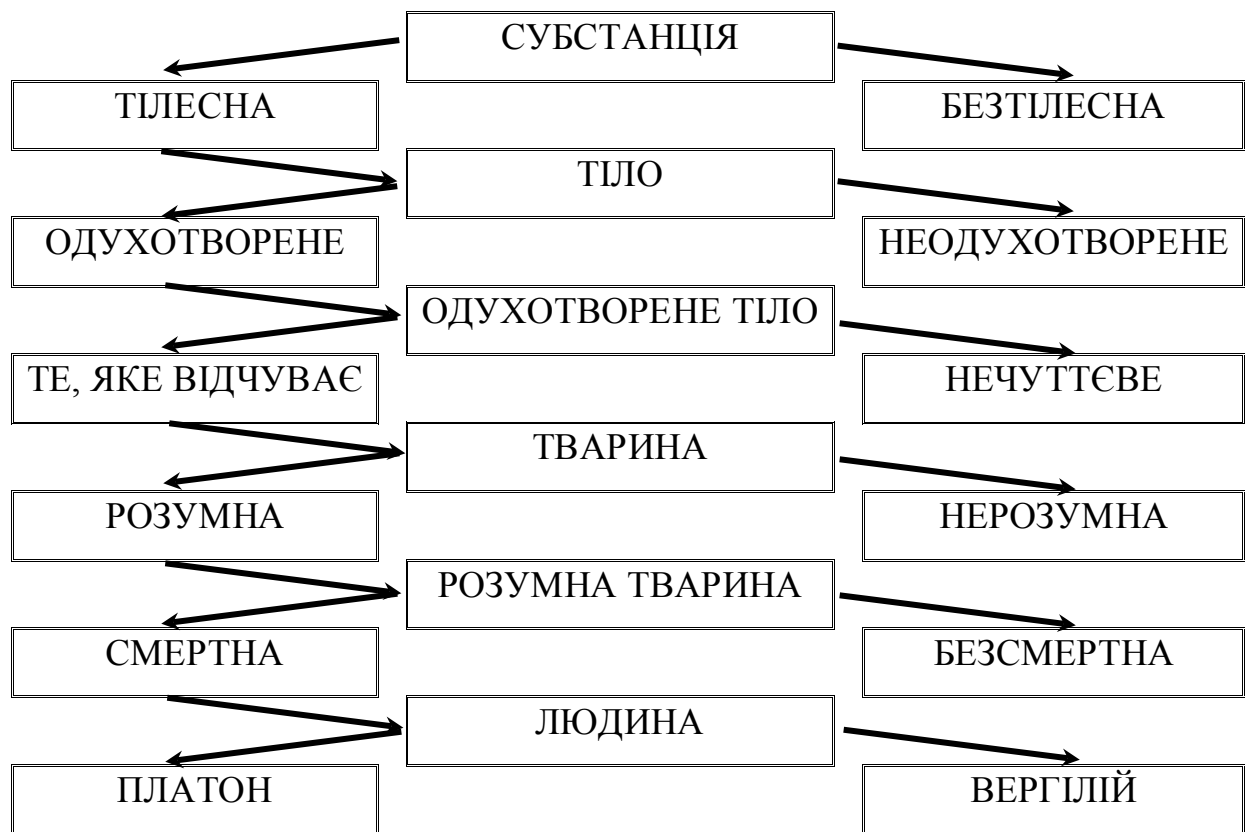 СУБСТАНЦІЯ
ТІЛЕСНА
БЕЗТІЛЕСНА
ТІЛО
ОДУХОТВОРЕНЕ
НЕОДУХОТВОРЕНЕ
ОДУХОТВОРЕНЕ ТІЛО
ТЕ, ЯКЕ ВІДЧУВАЄ
НЕЧУТТЄВЕ
ТВАРИНА
РОЗУМНА
НЕРОЗУМНА
РОЗУМНА ТВАРИНА
СМЕРТНА
БЕЗСМЕРТНА
ЛЮДИНА
ПЛАТОН
ВЕРГІЛІЙ